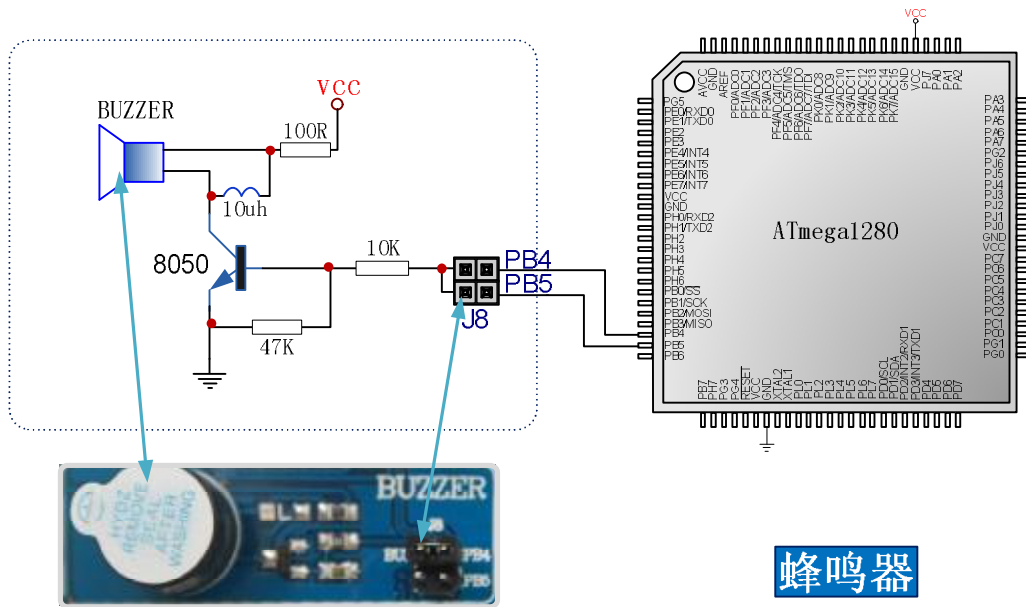 VCC
BUZZER
VCC
100R
10uh
8050
10K
PB4
PB5
J8
47K
ATmega1280
AVCC
GND
AREF
PF0/ADC0
PF1/ADC1
PF2/ADC2
PF3/ADC3
PF4/ADC4/TCK
PF5/ADC5/TMS
PF6/ADC6/TDO
PF7/ADC7/TDI
PK0/ADC8
PK1/ADC9
PK2/ADC10
PK3/ADC11
PK4/ADC12
PK5/ADC13
PK6/ADC14
PK7/ADC15
GND
VCC
PJ7
PA0
PA1
PA2
PG5
PE0/RXD0
PE1/TXD0
PE2
PE3
PE4/INT4
PE5/INT5
PE6/INT6
PE7/INT7
VCC
GND
PH0/RXD2
PH1/TXD2
PH2
PH3
PH4
PH5
PH6
PB0/SS
PB1/SCK
PB2/MOSI
PB3/MISO
PB4
PB5
PB6
PA3
PA4
PA5
PA6
PA7
PG2
PJ6
PJ5
PJ4
PJ3
PJ2
PJ1
PJ0
GND
VCC
PC7
PC6
PC5
PC4
PC3
PC2
PC1
PC0
PG1
PG0
PB7
PH7
PG3
PG4
RESET
VCC
GND
XTAL2
XTAL1
PL0
PL1
PL2
PL3
PL4
PL5
PL6
PL7
PD0/SCL
PD1/SDA
PD2/INT2/RXD1
PD3/INT3/TXD1
PD4
PD5
PD6
PD7
HYDZ
REMOVE
SEAL
AFTER
WASHING
L
BUZZER
J8
BU
PB4
PB5
蜂鸣器